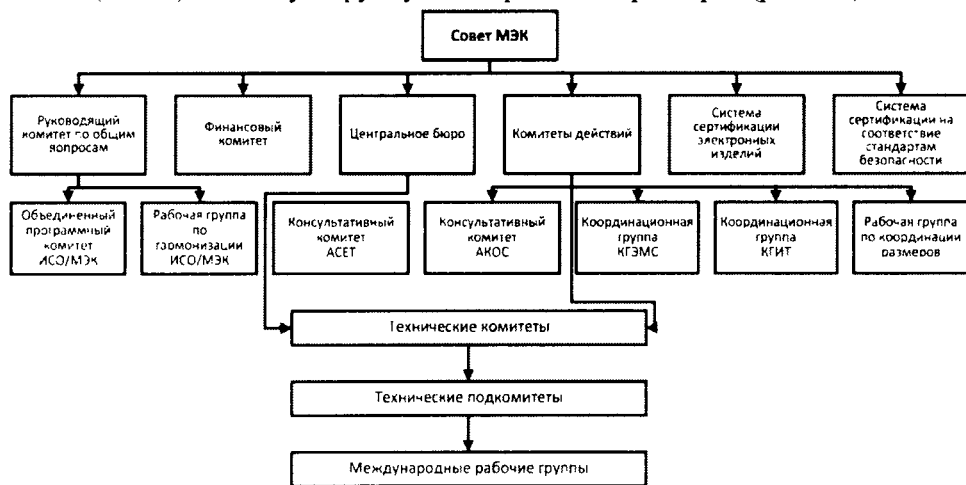 Совет МЭК
Руководящий
комитет по общим
вопросам
Финансовый
комитет
Центральное бюро
Комитеты действий
Система
сертификации
электронных
изделий
Система
сертификации на
соответствие
стандартам
безопасности
Объединенный
программный
комитет
ИСО/МЭК
Рабочая группа
по
гармонизации
ИСО/МЭК
Консультативный
комитет
АСЕТ
Консультативный
комитет
АКОС
Координационная
группа
КГЭМС
Координационная
группа
КГИТ
Рабочая группа
по координации
размеров
Технические комитеты
Технические подкомитеты
Международные рабочие группы